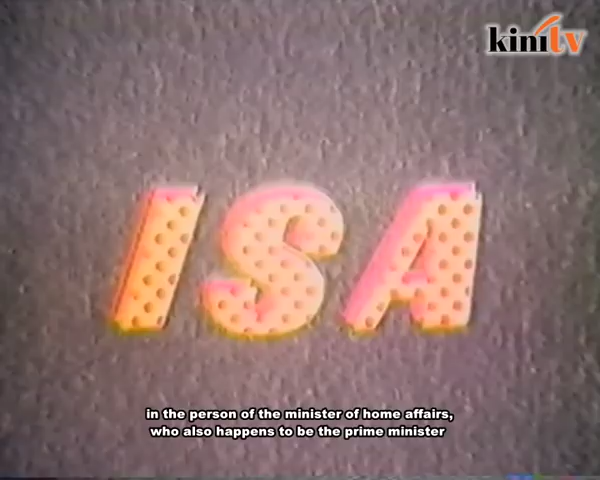 kinitv
ISA
in the person of the minister of home affairs,
who also happens to be the prime minister